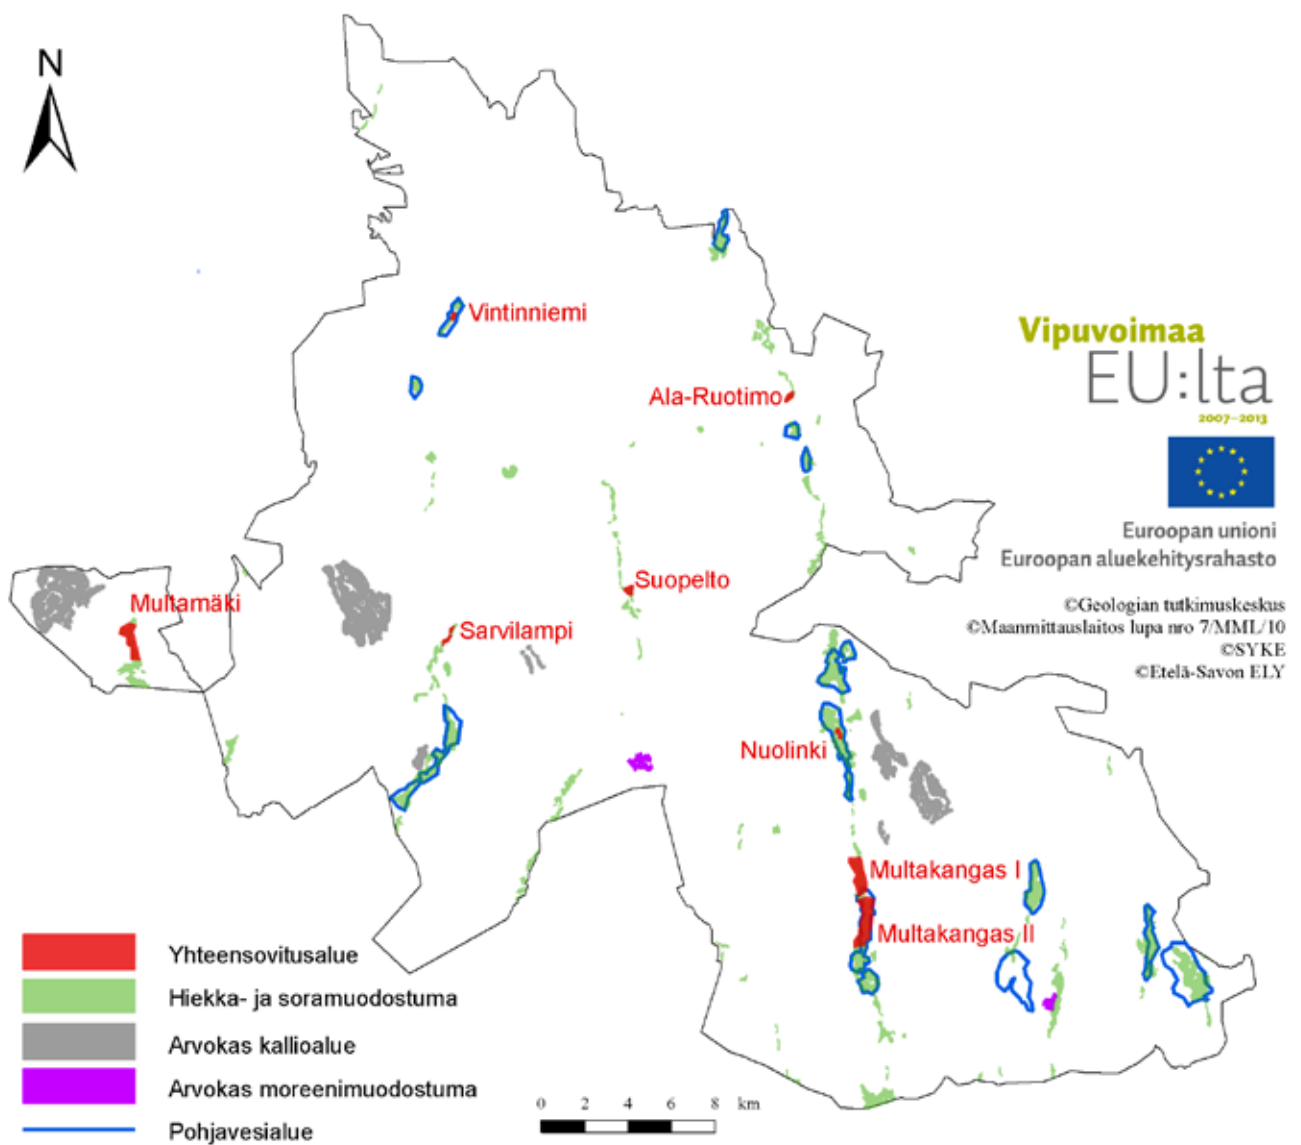 N
Vintinniemi
Vipuvoimaa
EU:lta
2007–2013
Ala-Ruotimo
Euroopan unioni
Euroopan aluekehitysrahasto
Suopelto
Multamäki
©Geologian tutkimuskeskus
©Maanmittauslaitos lupa nro 7/MML/10
©SYKE
©Etelä-Savon ELY
Sarvilampi
Nuolinki
Multakangas I
Multakangas II
Yhteensovitusalue
Hiekka- ja soramuodostuma
Arvokas kallioalue
Arvokas moreenimuodostuma
Pohjavesialue
0 2 4 6 8 km